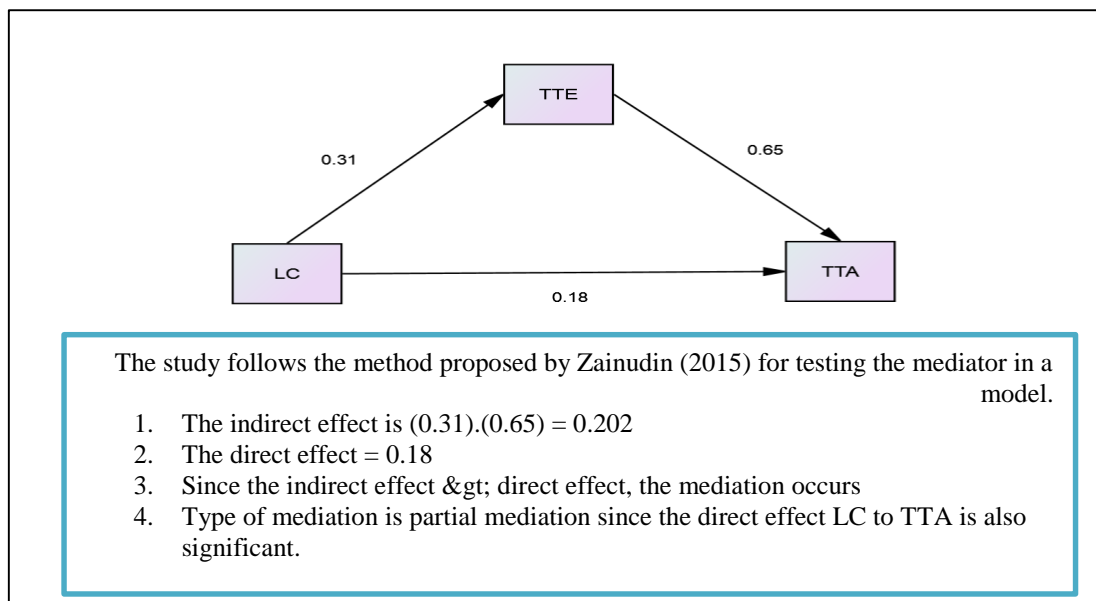 TTE
0.31
0.65
LC
TTA
0.18
The study follows the method proposed by Zainudin (2015) for testing the mediator in a
model.
1. The indirect effect is (0.31).(0.65) = 0.202
2. The direct effect = 0.18
3. Since the indirect effect &gt; direct effect, the mediation occurs
4. Type of mediation is partial mediation since the direct effect LC to TTA is also
significant.